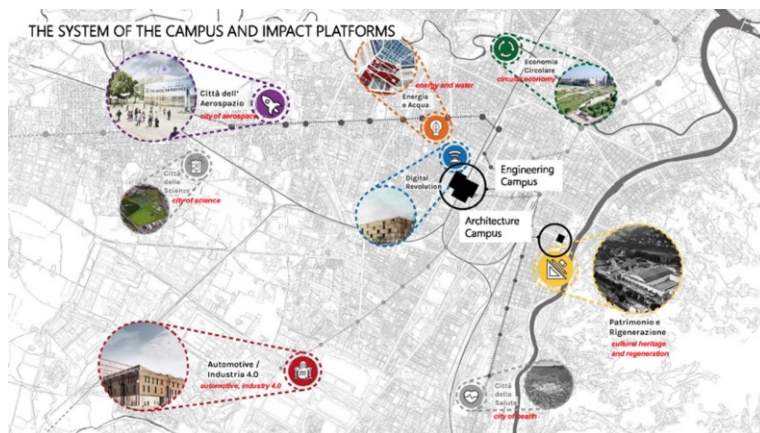 THE SYSTEM OF THE CAMPUS AND IMPACT PLATFORMS
Città dell'
Aerospazio
city of aerospace
energy and water
Energia
e Acqua
Economia
Circolare
circular economy
Città
delle
Scienze
city of science
Digital
Revolution
Engineering
Campus
Architecture
Campus
Patrimonio e
Rigenerazione
cultural heritage
and regeneration
Automotive /
Industria 4.0
automotive, industry 4.0
Città
della
Salute
city of health